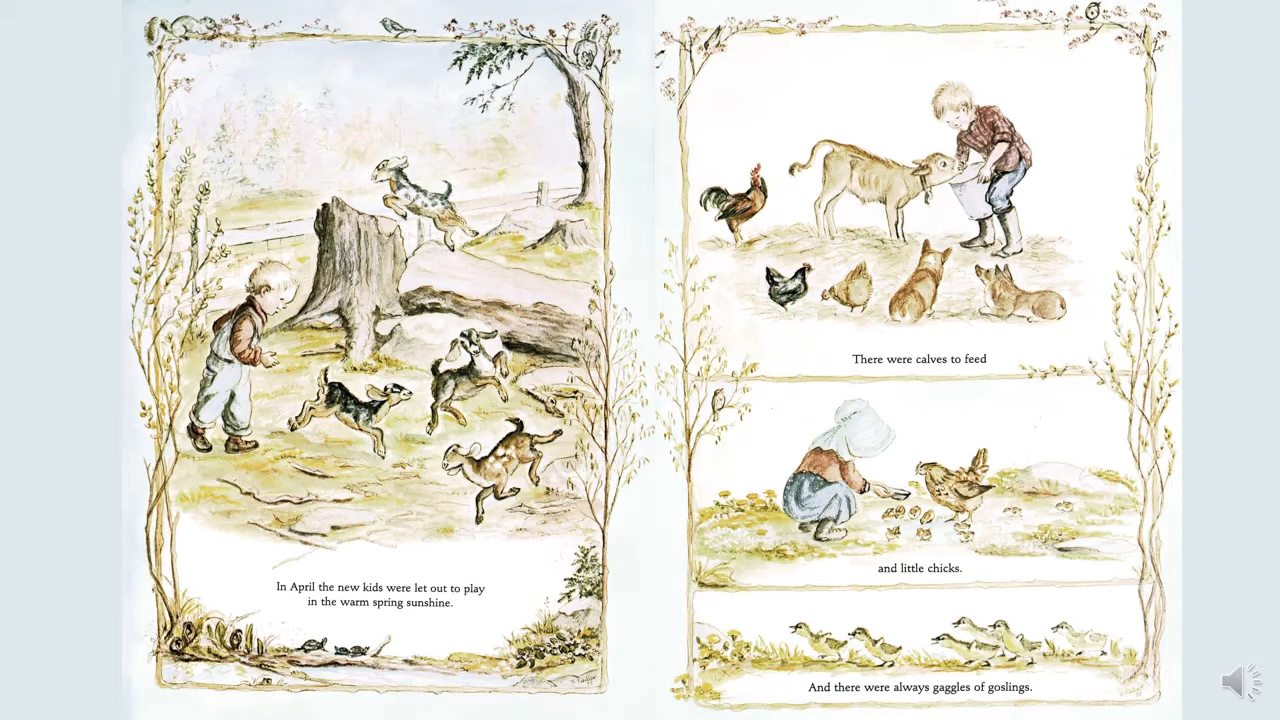 In April the new kids were let out to play
in the warm spring sunshine.
There were calves to feed
and little chicks.
And there were always gaggles of goslings.